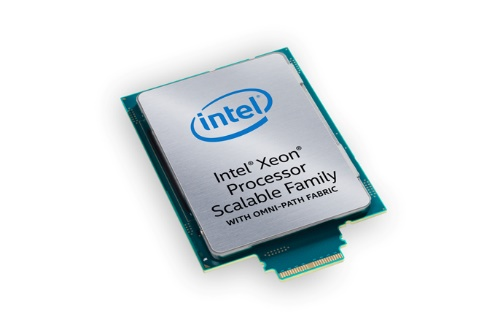 intel
Intel® Xeon®
Processor
Scalable Family
WITH OMNI-PATH FABRIC